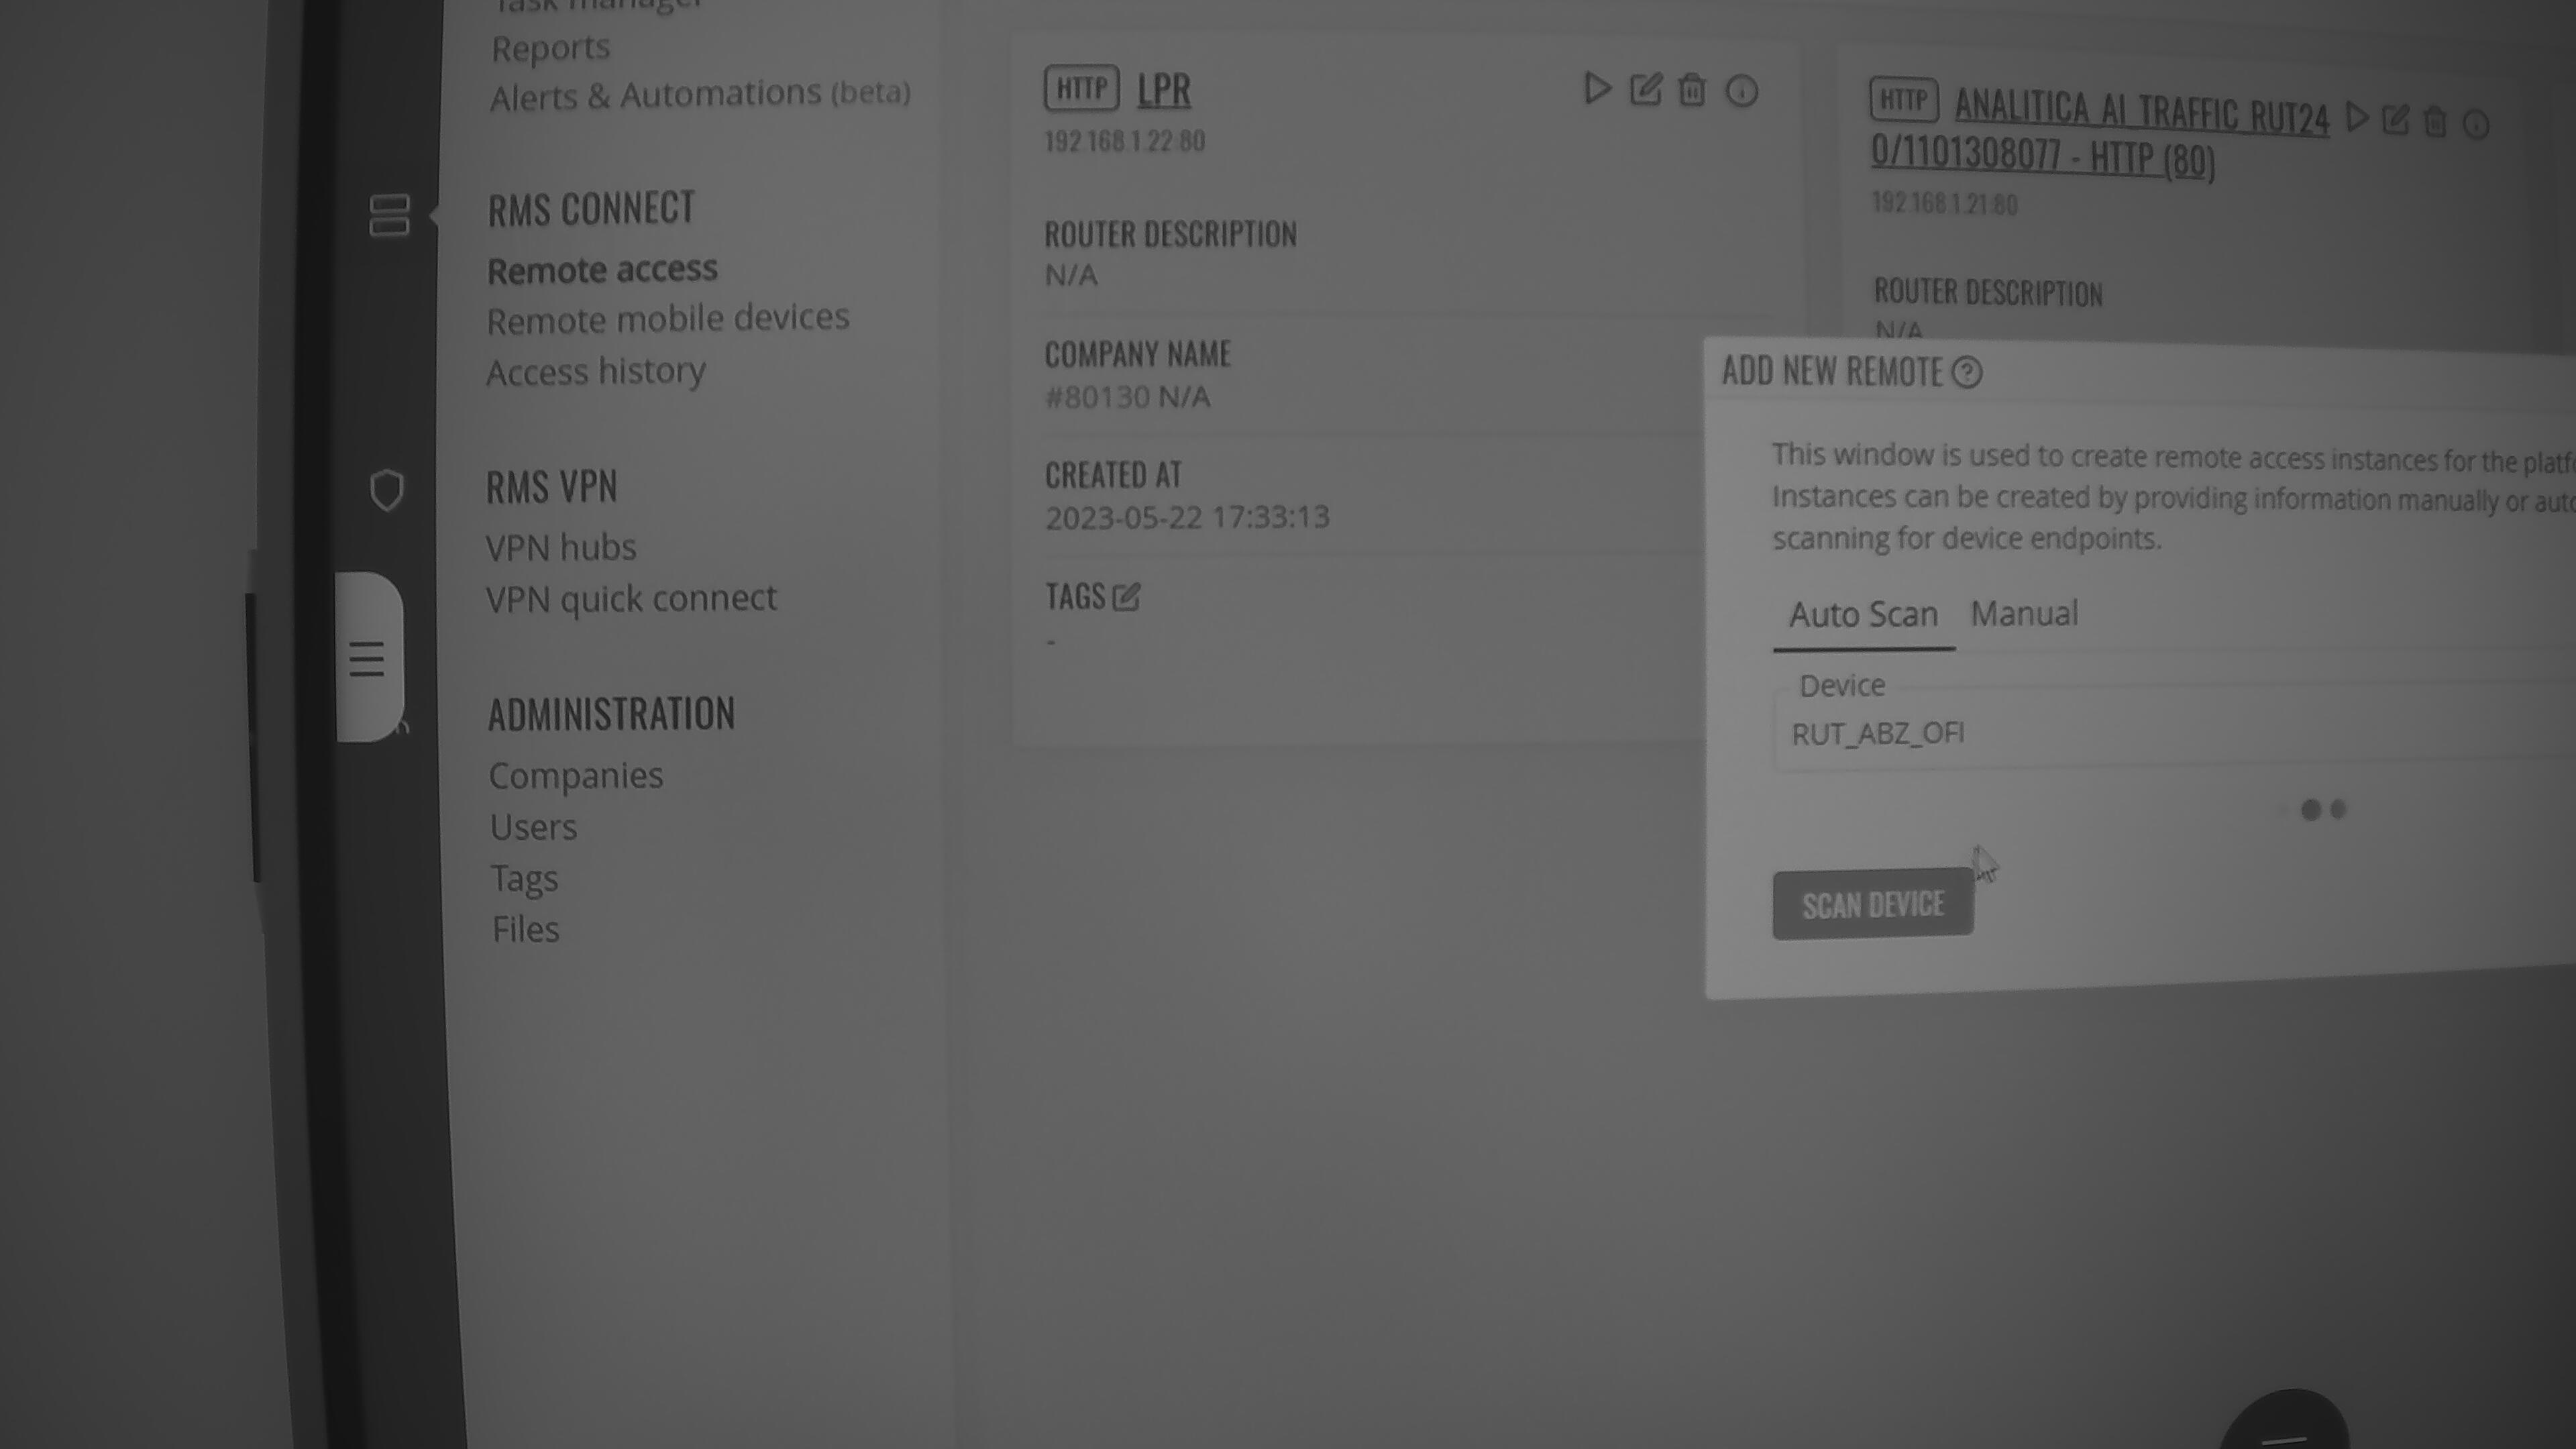 Task manager
Reports
Alerts & Automations (beta)
RMS CONNECT
Remote access
Remote mobile devices
Access history
RMS VPN
VPN hubs
VPN quick connect
ADMINISTRATION
Companies
Users
Tags
Files
HTTP LPR
192.168.1.22:80
ROUTER DESCRIPTION
N/A
COMPANY NAME
#80130 N/A
CREATED AT
2023-05-22 17:33:13
TAGS
-
HTTP ANALITICA AI TRAFFIC RUT24
0/1101308077 - HTTP (80)
192.168.1.21:80
ROUTER DESCRIPTION
N/A
ADD NEW REMOTE
This window is used to create remote access instances for the platf
Instances can be created by providing information manually or auto
scanning for device endpoints.
Auto Scan Manual
Device
RUT_ABZ_OFI
SCAN DEVICE